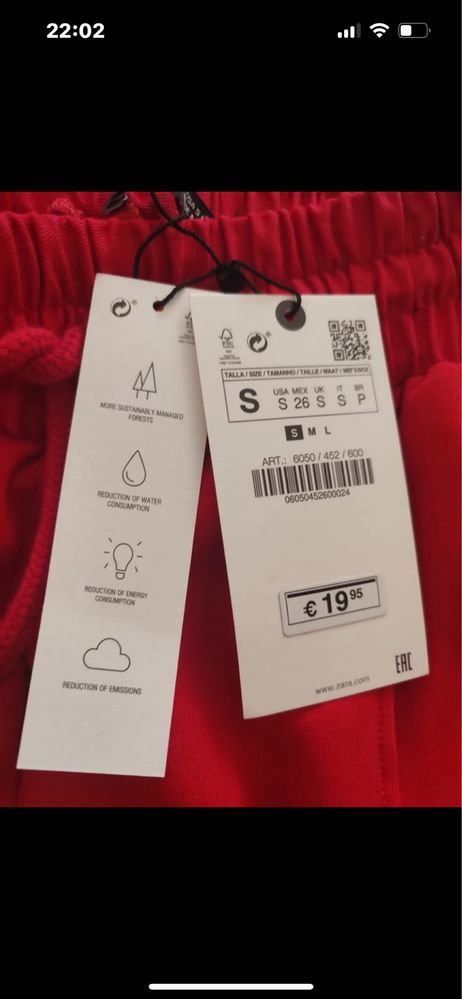 22:02
MORE SUSTAINABLY MANAGED
FORESTS
REDUCTION OF WATER
CONSUMPTION
REDUCTION OF ENERGY
CONSUMPTION
REDUCTION OF EMISSIONS
FSC
TALLA / SIZE / TAMANHO / TAILLE / MAAT /
S
USA MEX UK IT BR
S 26 S S P
S M L
ART.: 6050 / 452 / 600
06050452600024
€ 19 95
EAC
www.zara.com